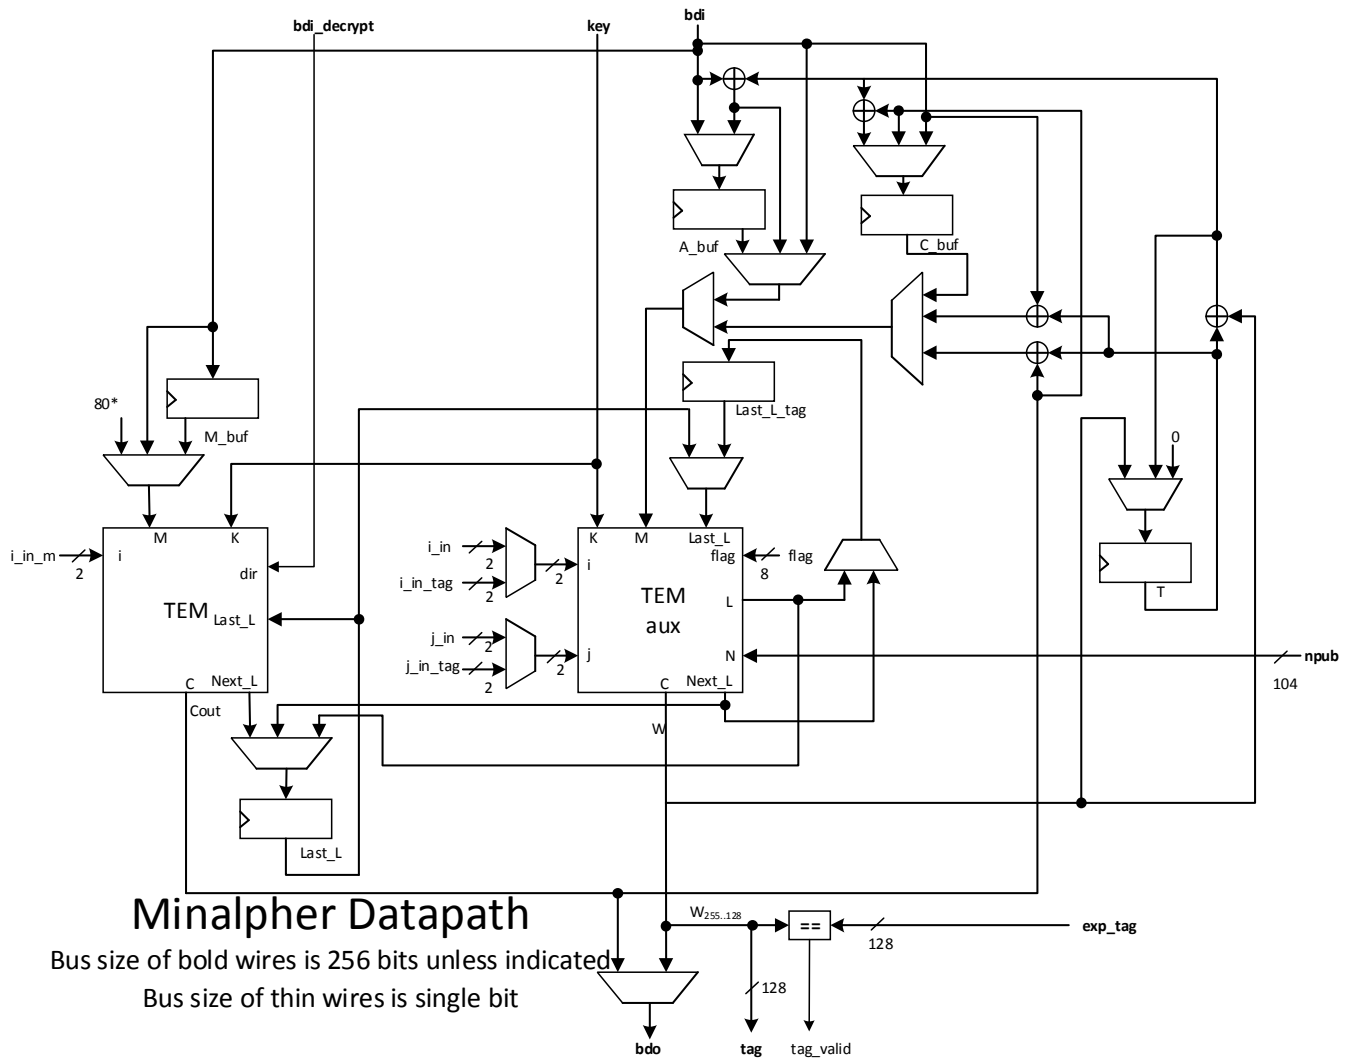 bdi
bdi_decrypt
key
A_buf
C_buf
80*
M_buf
Last_L_tag
0
i_in_m
2
i
M
K
dir
TEM
Last_L
C
Next_L
Cout
i_in
2
i_in_tag
2
2
j_in
2
j_in_tag
2
2
K
M
Last_L
flag
i
TEM
aux
L
j
N
C
Next_L
W
flag
8
T
npub
104
Last_L
Minalpher Datapath
Bus size of bold wires is 256 bits unless indicated
Bus size of thin wires is single bit
W255..128
==
128
exp_tag
128
bdo
tag
tag_valid